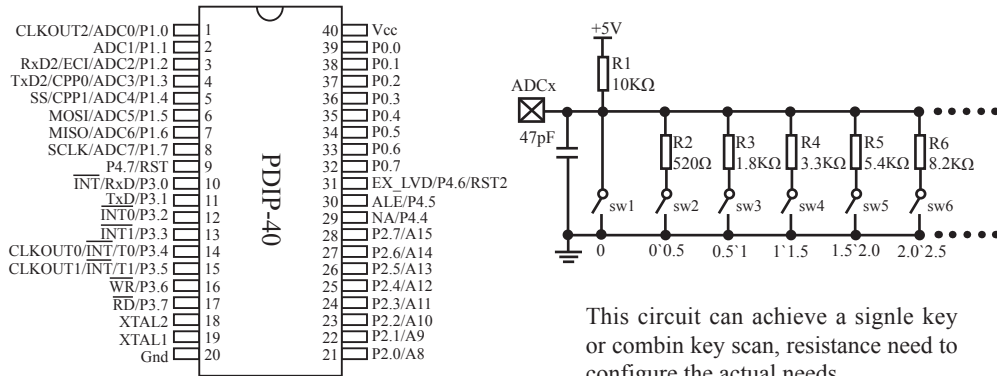 CLKOUT2/ADC0/P1.0 1
ADC1/P1.1 2
RxD2/ECI/ADC2/P1.2 3
TxD2/CPP0/ADC3/P1.3 4
SS/CPP1/ADC4/P1.4 5
MOSI/ADC5/P1.5 6
MISO/ADC6/P1.6 7
SCLK/ADC7/P1.7 8
P4.7/RST 9
INT/RxD/P3.0 10
TxD/P3.1 11
INT0/P3.2 12
INT1/P3.3 13
CLKOUT0/INT/T0/P3.4 14
CLKOUT1/INT/T1/P3.5 15
WR/P3.6 16
RD/P3.7 17
XTAL2 18
XTAL1 19
Gnd 20
PDIP-40
40 Vcc
39 P0.0
38 P0.1
37 P0.2
36 P0.3
35 P0.4
34 P0.5
33 P0.6
32 P0.7
31 EX_LVD/P4.6/RST2
30 ALE/P4.5
29 NA/P4.4
28 P2.7/A15
27 P2.6/A14
26 P2.5/A13
25 P2.4/A12
24 P2.3/A11
23 P2.2/A10
22 P2.1/A9
21 P2.0/A8
+5V
R1
10KΩ
ADCx
47pF
R2 R3 R4 R5 R6
520Ω 1.8KΩ 3.3KΩ 5.4KΩ 8.2KΩ
sw1 sw2 sw3 sw4 sw5 sw6
0 0`0.5 0.5`1 1`1.5 1.5`2.0 2.0`2.5
This circuit can achieve a signle key
or combin key scan, resistance need to
configure the actual needs